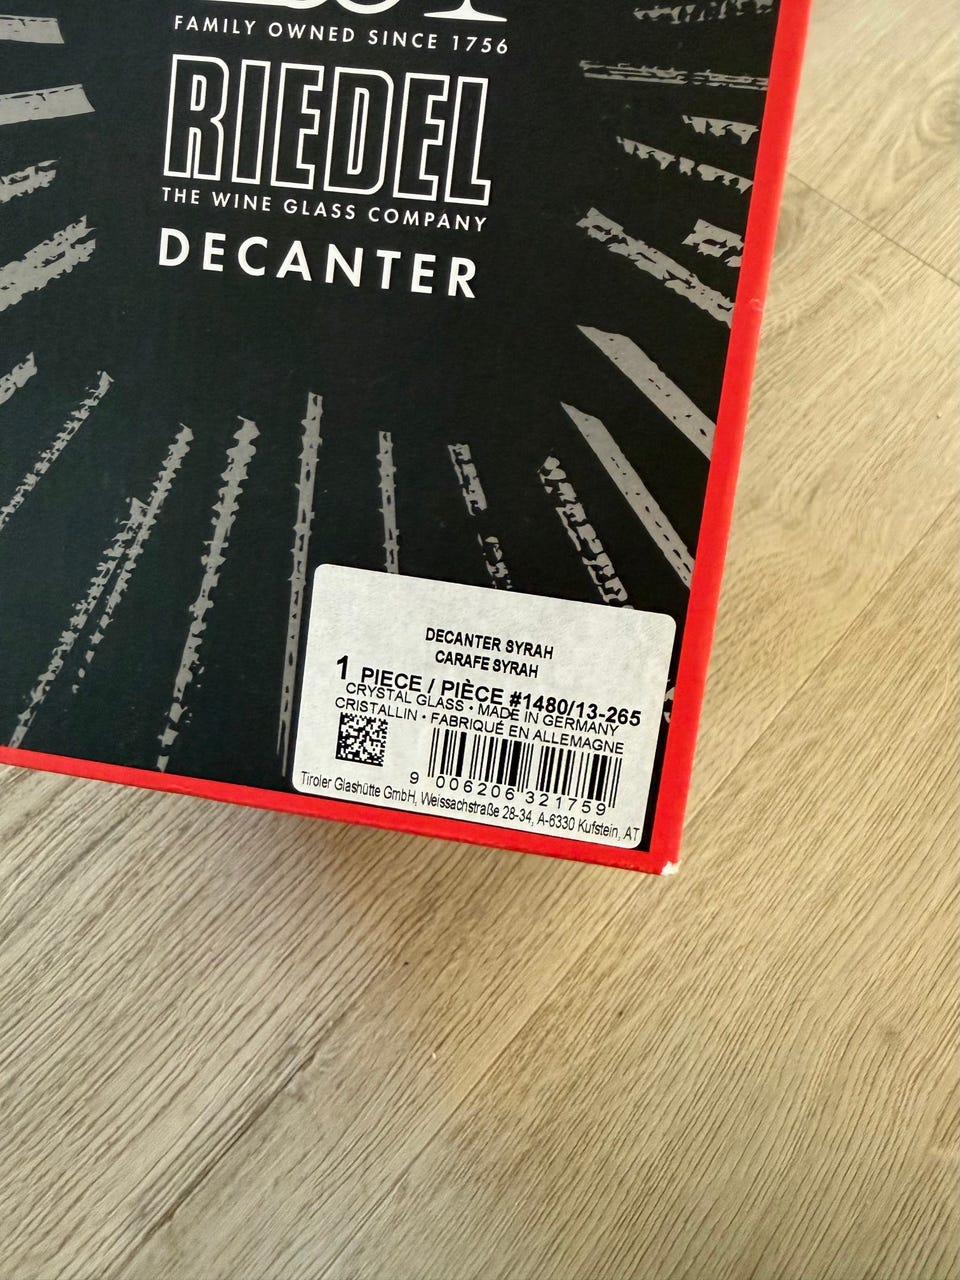 FAMILY OWNED SINCE 1756
RIEDEL
THE WINE GLASS COMPANY
DECANTER
DECANTER SYRAH
CARAFE SYRAH
1 PIECE / PIÈCE #1480/13-265
CRYSTAL GLASS • MADE IN GERMANY
CRISTALLIN • FABRIQUÉ EN ALLEMAGNE
9 006206 321759
Tiroler Glashütte GmbH, Weissachstraße 28-34, A-6330 Kufstein, AT